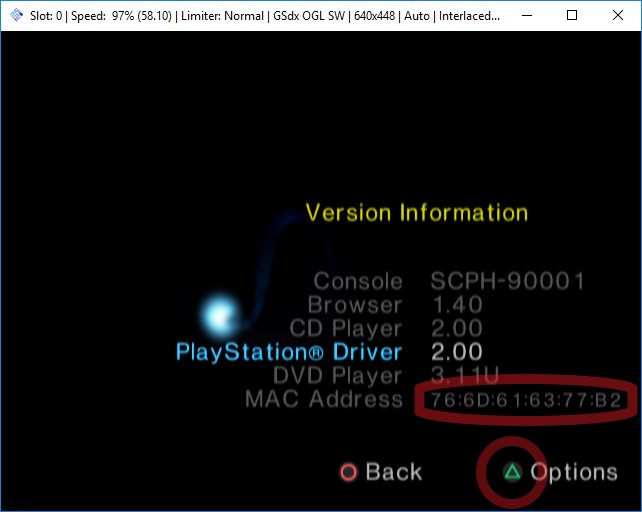 Slot: 0 | Speed:  97% (58.10) | Limiter: Normal | GSdx OGL SW | 640x448 | Auto | Interlaced...
Version Information
Console SCPH-90001
Browser 1.40
CD Player 2.00
PlayStation® Driver 2.00
DVD Player 3.11U
MAC Address 76:6D:61:63:77:B2
Back Options